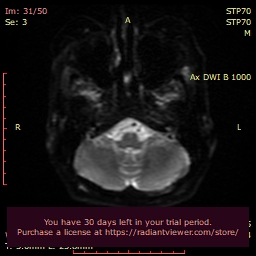 Im: 31/50
Se: 3
STP70
STP70
M
A
Ax DWI B 1000
R
L
You have 30 days left in your trial period.
Purchase a license at https://radiantviewer.com/store/